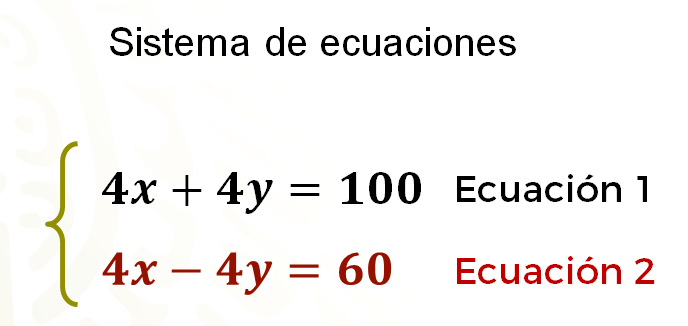 Sistema de ecuaciones
4x + 4y = 100 Ecuación 1
4x − 4y = 60 Ecuación 2